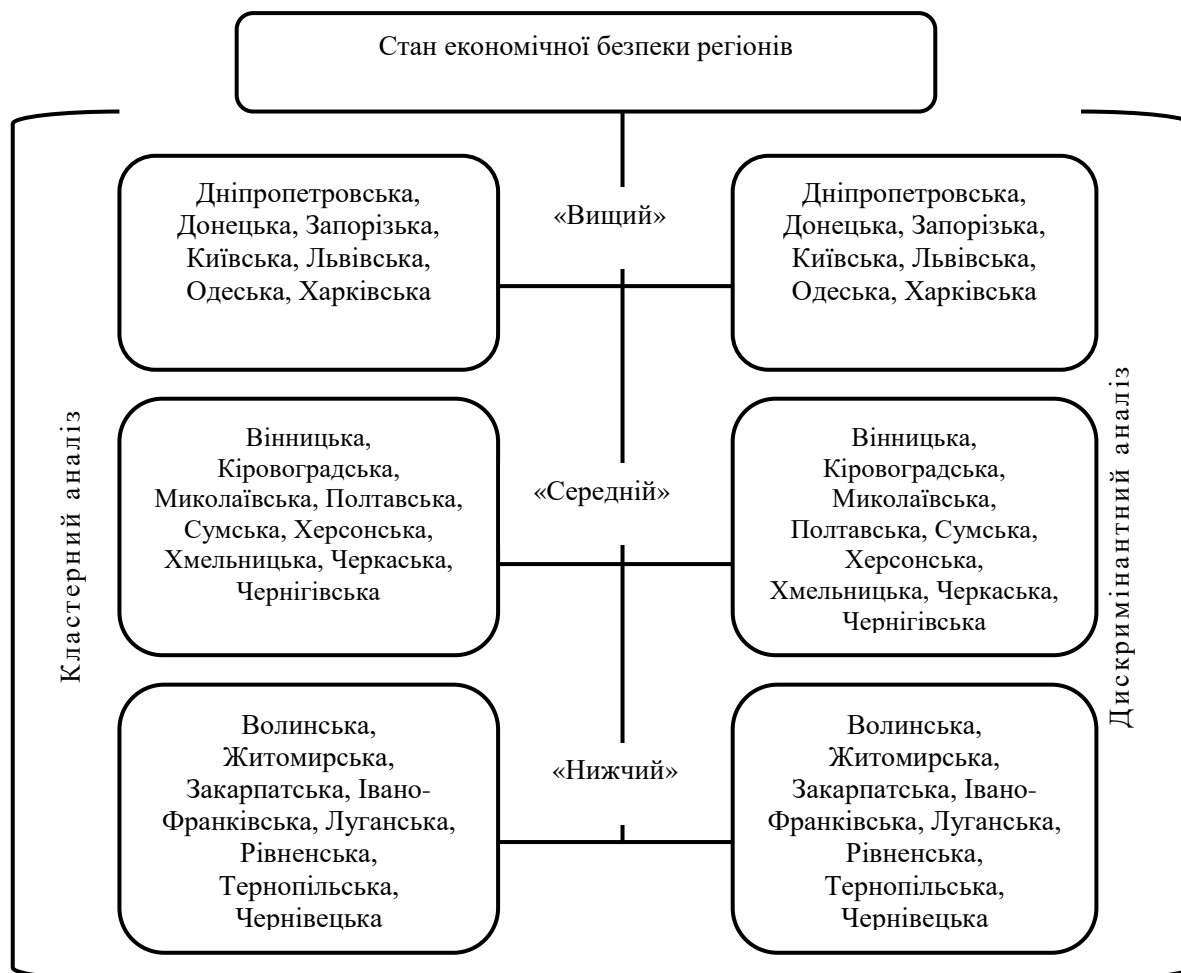 Стан економічної безпеки регіонів
Кластерний аналіз
Дніпропетровська,
Донецька, Запорізька,
Київська, Львівська,
Одеська, Харківська
«Вищий»
Дніпропетровська,
Донецька, Запорізька,
Київська, Львівська,
Одеська, Харківська
Вінницька,
Кіровоградська,
Миколаївська, Полтавська,
Сумська, Херсонська,
Хмельницька, Черкаська,
Чернігівська
«Середній»
Вінницька,
Кіровоградська,
Миколаївська,
Полтавська, Сумська,
Херсонська,
Хмельницька, Черкаська,
Чернігівська
Волинська,
Житомирська,
Закарпатська, Івано-
Франківська, Луганська,
Рівненська,
Тернопільська,
Чернівецька
«Нижчий»
Волинська,
Житомирська,
Закарпатська, Івано-
Франківська, Луганська,
Рівненська,
Тернопільська,
Чернівецька
Дискримінантний аналіз